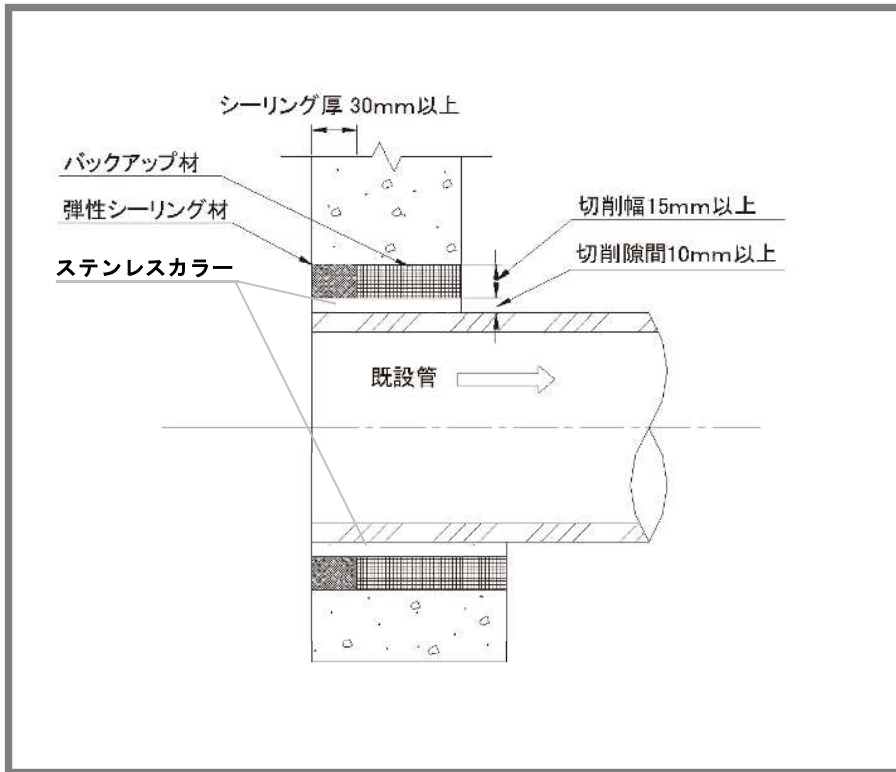 シーリング厚 30mm以上
バックアップ材
弾性シーリング材
切削幅15mm以上
ステンレスカラー
切削隙間10mm以上
既設管